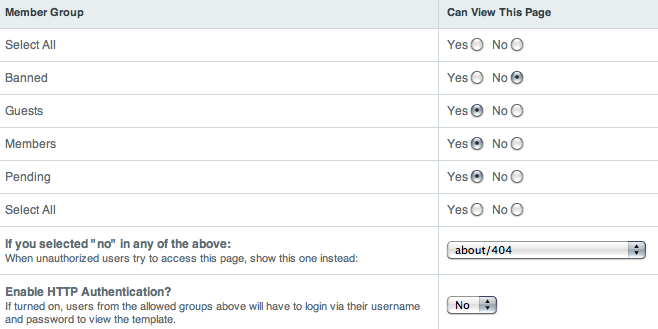 Member Group Can View This Page
Select All Yes No
Banned Yes No
Guests Yes No
Members Yes No
Pending Yes No
Select All Yes No
If you selected "no" in any of the above:
When unauthorized users try to access this page, show this one instead: about/404
Enable HTTP Authentication?
If turned on, users from the allowed groups above will have to login via their username No
and password to view the template.